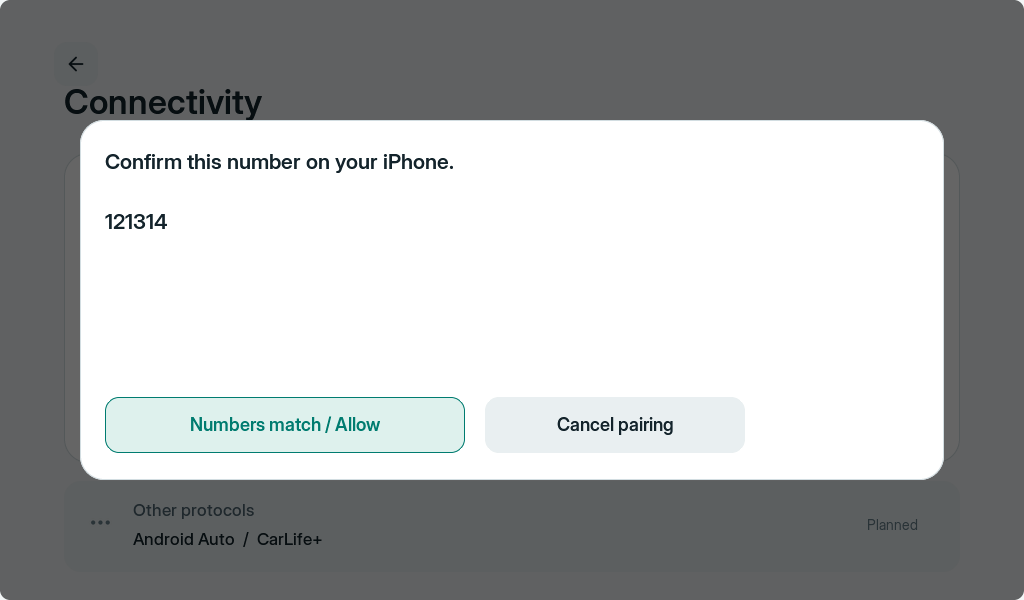 Connectivity
Confirm this number on your iPhone.
121314
Numbers match / Allow
Cancel pairing
Other protocols
Android Auto / CarLife+
Planned